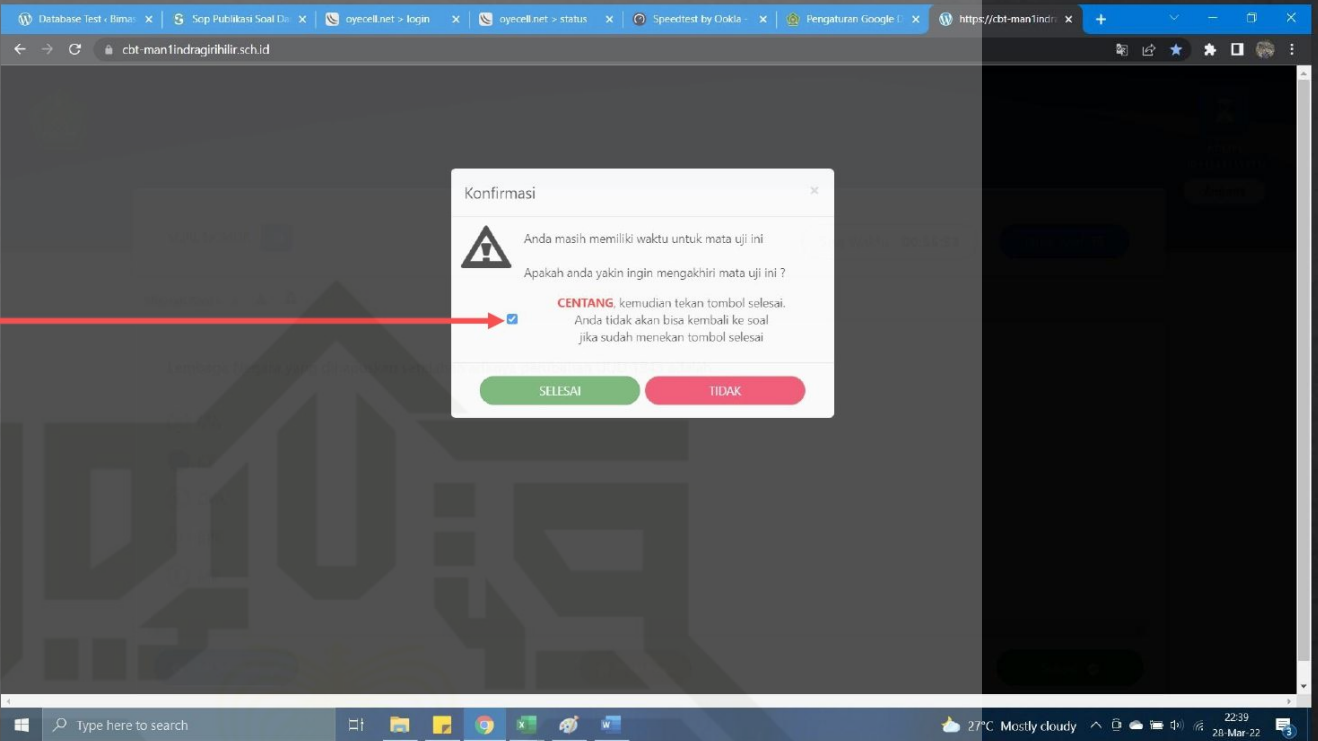 Database Test ‹ Bimas
Sop Publikasi Soal Da
oyecell.net > login
oyecell.net > status
Speedtest by Ookla -
Pengaturan Google
https://cbt-man1indr
cbt-man1indragirihilir.sch.id
Konfirmasi
Anda masih memiliki waktu untuk mata uji ini
Apakah anda yakin ingin mengakhiri mata uji ini ?
CENTANG, kemudian tekan tombol selesai.
Anda tidak akan bisa kembali ke soal
jika sudah menekan tombol selesai
SELESAI
TIDAK
Type here to search
27°C Mostly cloudy
22:39
28-Mar-22
3